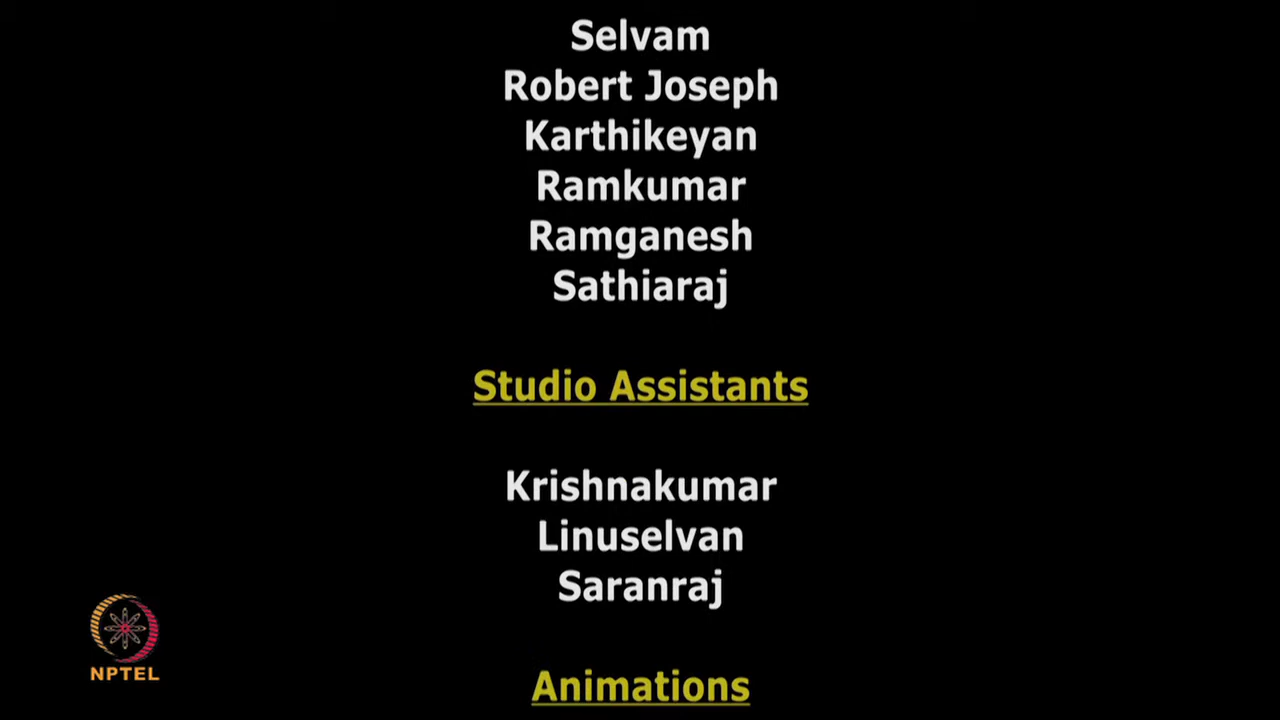 Selvam
Robert Joseph
Karthikeyan
Ramkumar
Ramganesh
Sathiaraj
Studio Assistants
Krishnakumar
Linuselvan
Saranraj
NPTEL
Animations